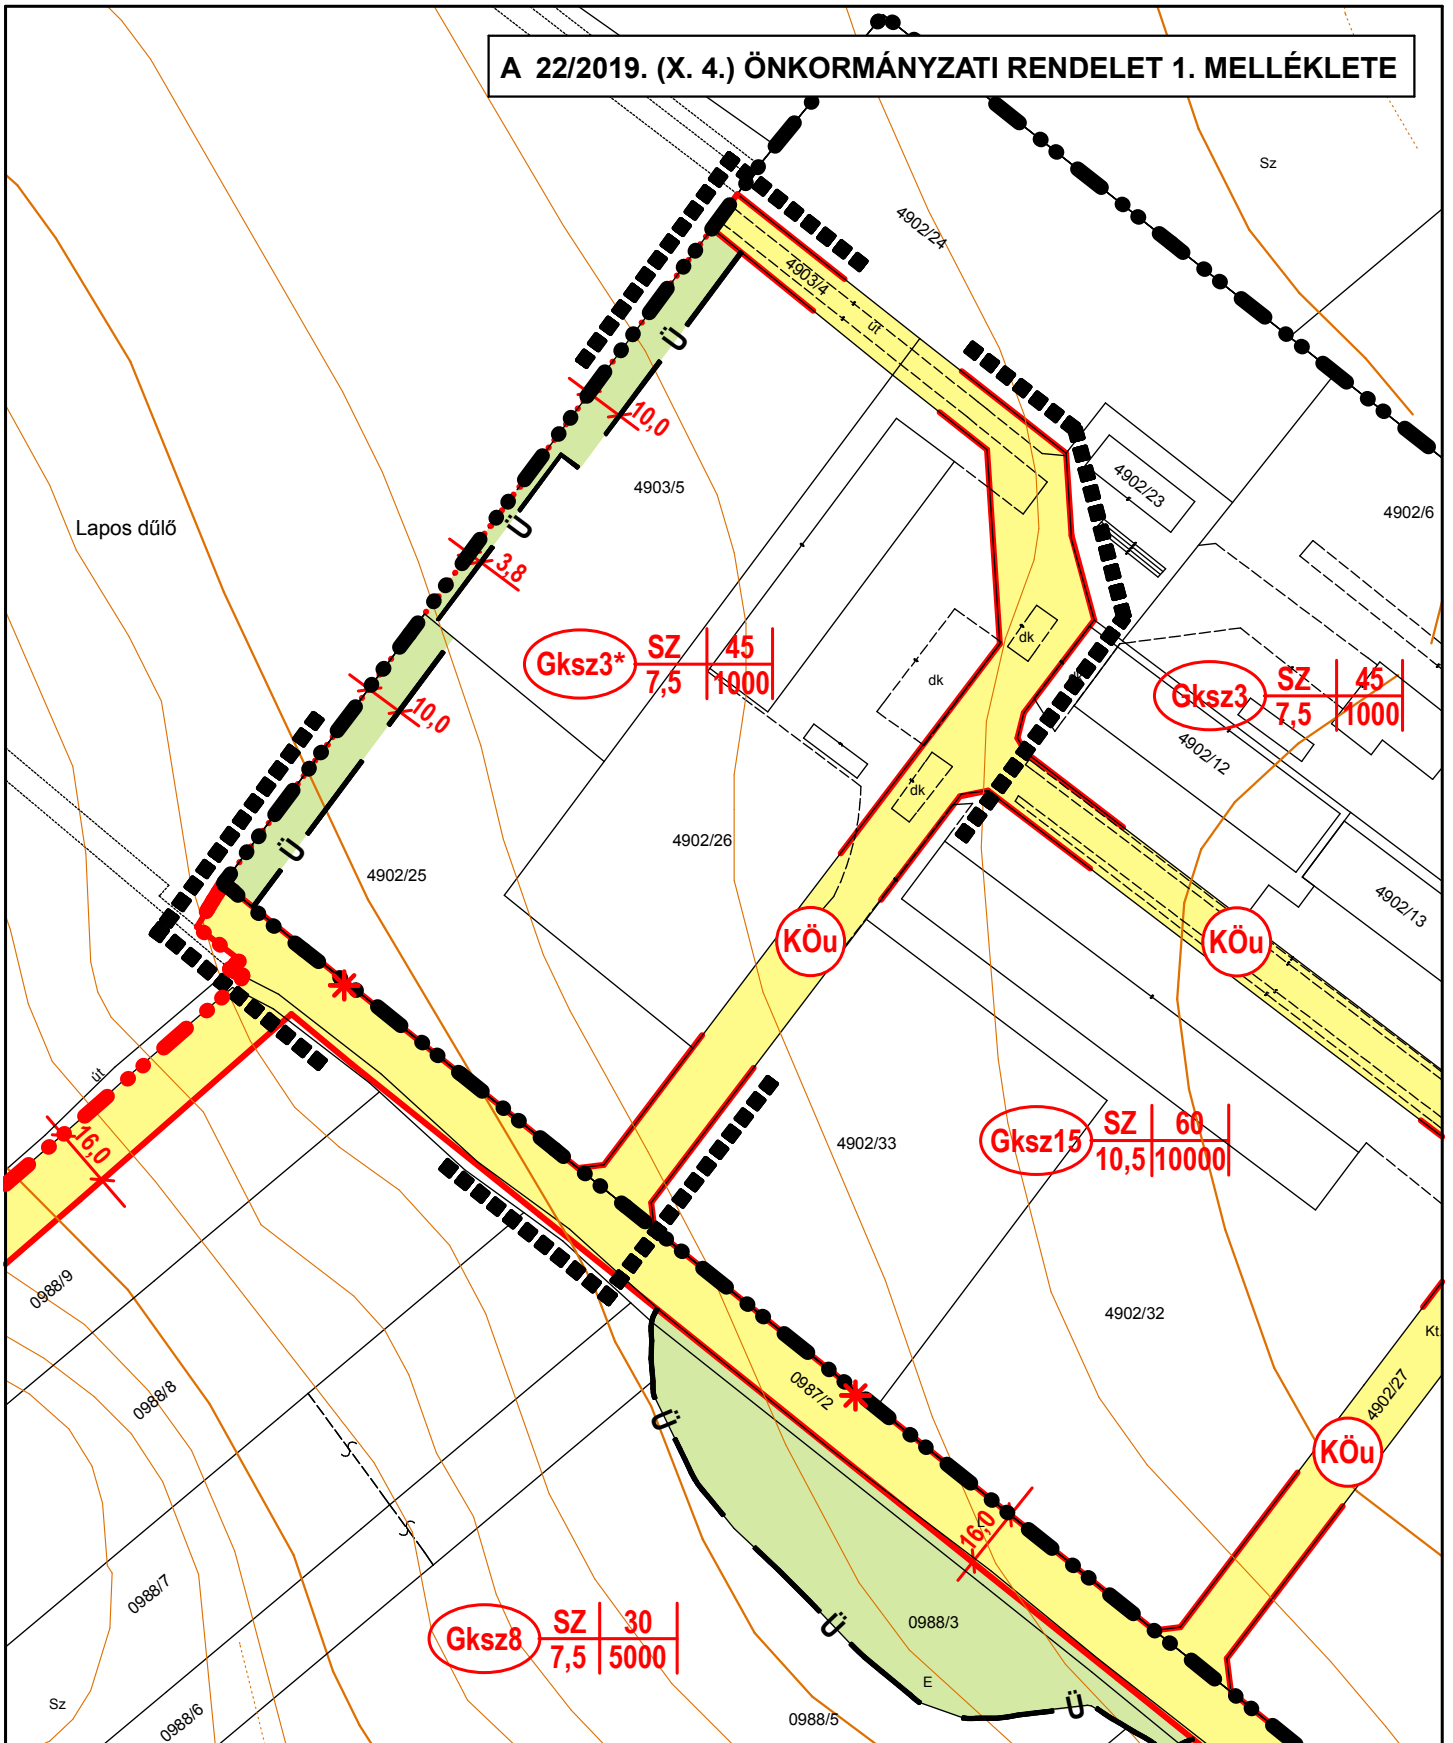 A 22/2019. (X. 4.) ÖNKORMÁNYZATI RENDELET 1. MELLÉKLETE
Sz
4902/24
4903/4
út
Ü
10,0
4902/23
4903/5
4902/6
Lapos dűlő
Ü
3,8
dk
Gksz3* SZ 45
7,5 1000
dk
Gksz3 SZ 45
7,5 1000
10,0
4902/12
dk
Ü
4902/26
4902/25
4902/13
KÖu
KÖu
út
16,0
4902/33
Gksz15 SZ 60
10,5 10000
0988/9
4902/32
Kt
0988/8
0987/2
4902/27
Ü
KÖu
16,0
0988/7
Gksz8 SZ 30
7,5 5000
Ü
0988/3
E
Sz
0988/6
0988/5
Ü